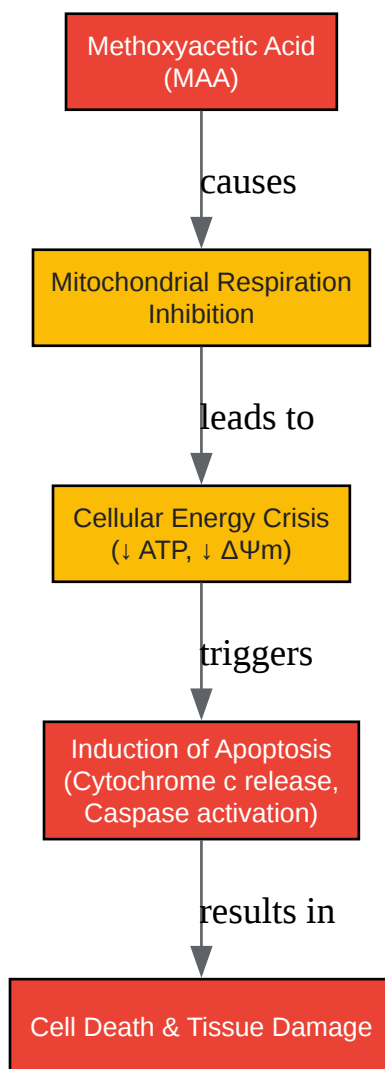 Methoxyacetic Acid
(MAA)
causes
Mitochondrial Respiration
Inhibition
leads to
Cellular Energy Crisis
(↓ ATP, ↓ ΔΨm)
triggers
Induction of Apoptosis
(Cytochrome c release,
Caspase activation)
results in
Cell Death & Tissue Damage